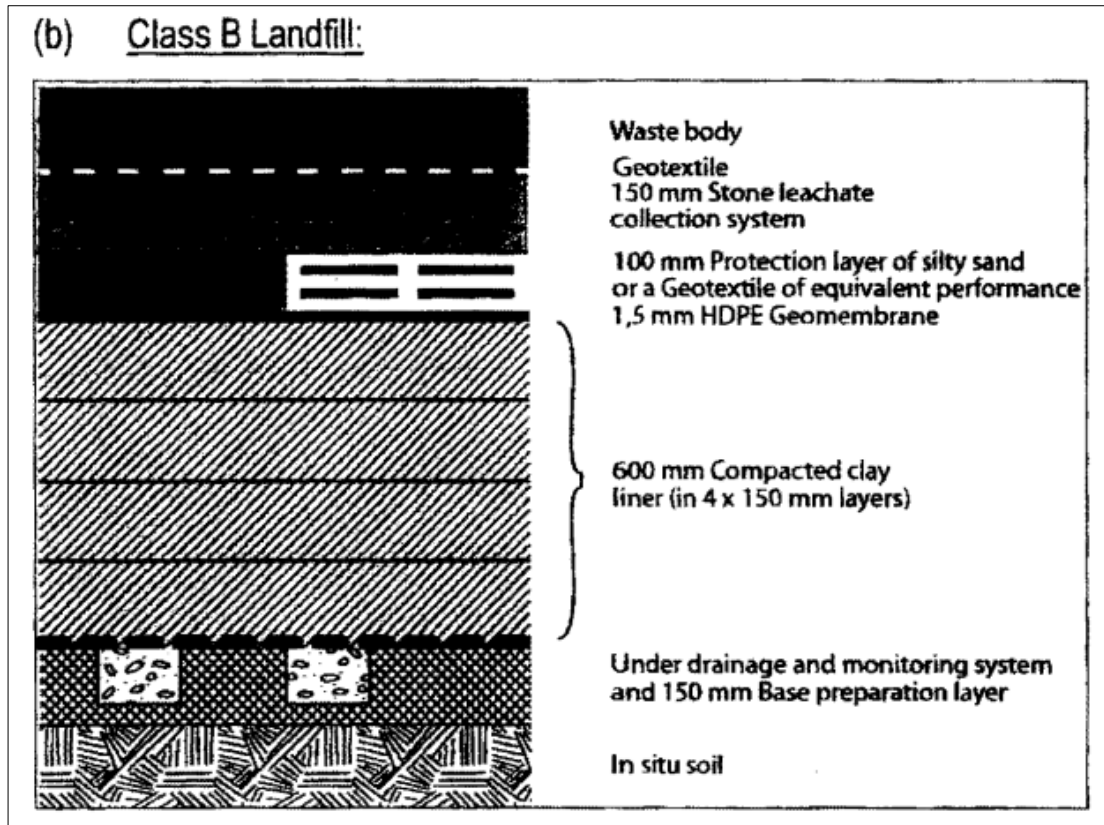 (b) Class B Landfill:
Waste body
Geotextile
150 mm Stone leachate
collection system
100 mm Protection layer of silty sand
or a Geotextile of equivalent performance
1,5 mm HDPE Geomembrane
600 mm Compacted clay
liner (in 4 x 150 mm layers)
Under drainage and monitoring system
and 150 mm Base preparation layer
In situ soil